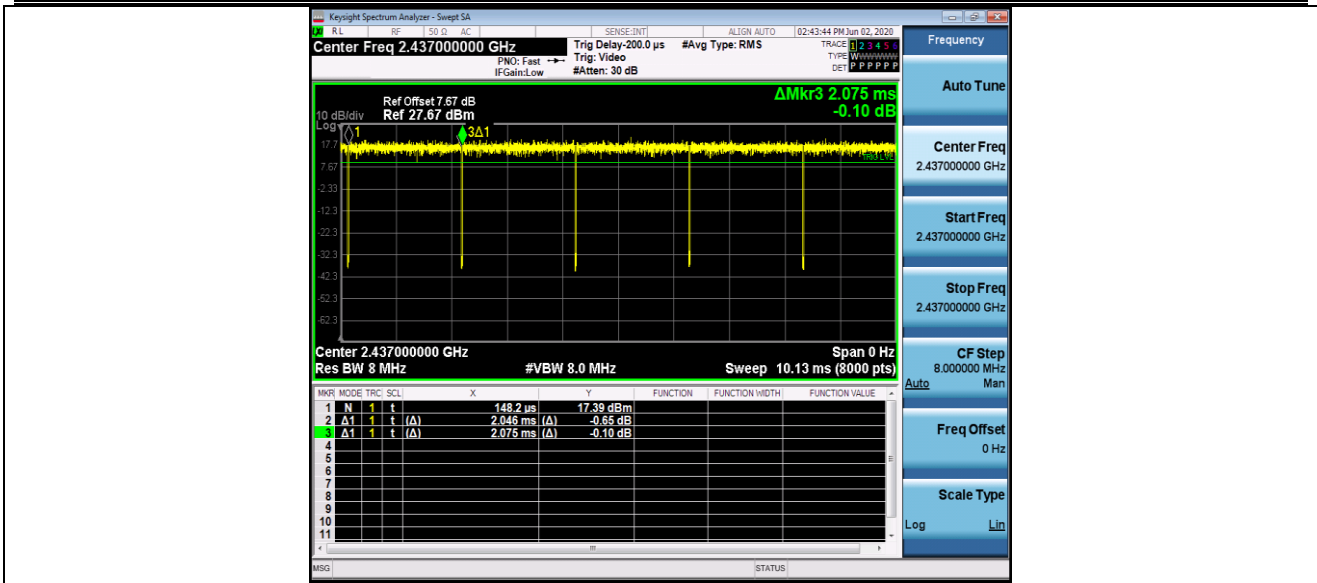 Keysight Spectrum Analyzer - Swept SA
RL RF 50 Ω AC SENSE:INT ALIGN AUTO 02:43:44 PM Jun 02, 2020
Center Freq 2.437000000 GHz
PNO: Fast
IFGain:Low
Trig Delay-200.0 µs
Trig: Video
#Atten: 30 dB
#Avg Type: RMS
TRACE 1 2 3 4 5 6
TYPE WWWWWW
DET P P P P P P
ΔMkr3 2.075 ms
-0.10 dB
Ref Offset 7.67 dB
10 dB/div Ref 27.67 dBm
Log
1
3Δ1
17.7
7.67
-2.33
-12.3
-22.3
-32.3
-42.3
-52.3
-62.3
TRIG LVL
Center 2.437000000 GHz Span 0 Hz
Res BW 8 MHz #VBW 8.0 MHz Sweep 10.13 ms (8000 pts)
MKR MODE TRC SCL X Y FUNCTION FUNCTION WIDTH FUNCTION VALUE
1 N 1 t 148.2 µs 17.39 dBm
2 Δ1 1 t (Δ) 2.046 ms (Δ) -0.65 dB
3 Δ1 1 t (Δ) 2.075 ms (Δ) -0.10 dB
4
5
6
7
8
9
10
11
MSG STATUS
Frequency
Auto Tune
Center Freq
2.437000000 GHz
Start Freq
2.437000000 GHz
Stop Freq
2.437000000 GHz
CF Step
8.000000 MHz
Auto Man
Freq Offset
0 Hz
Scale Type
Log Lin